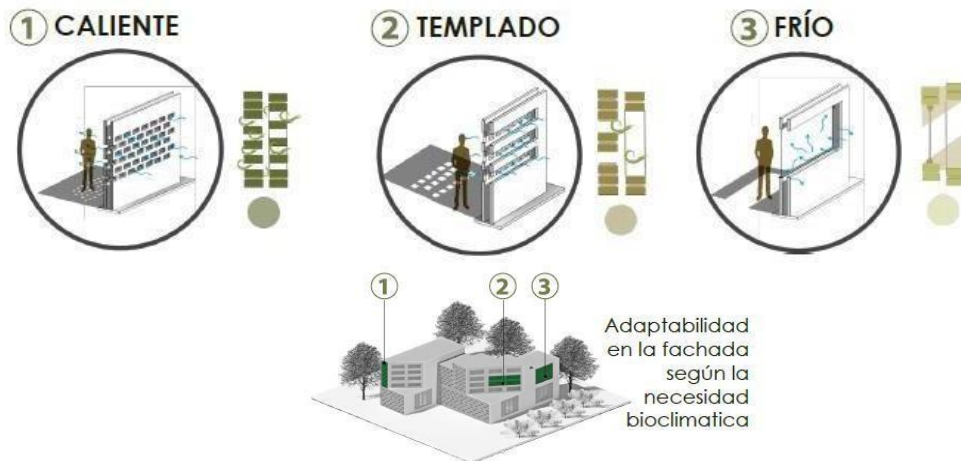 1 CALIENTE
2 TEMPLADO
3 FRÍO
1
2
3
Adaptabilidad
en la fachada
según la
necesidad
bioclimatica